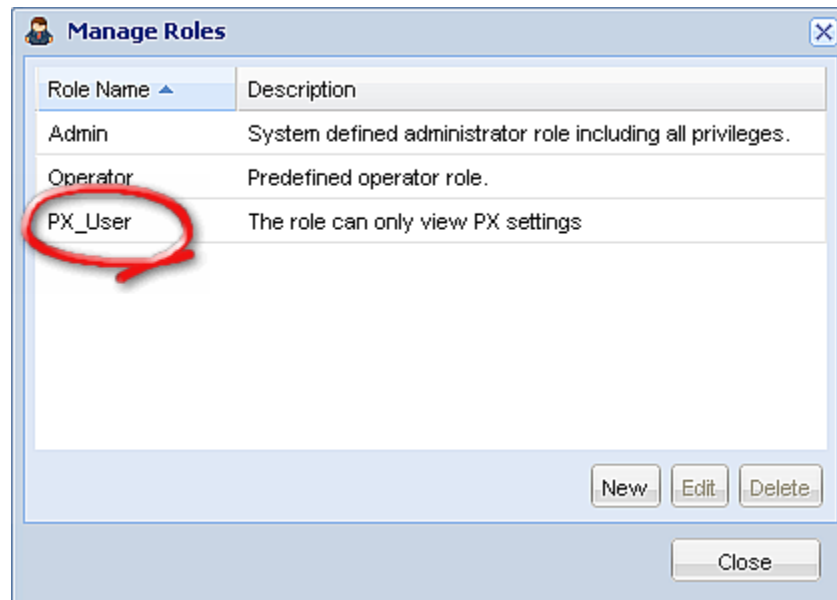 Manage Roles
Role Name Description
Admin System defined administrator role including all privileges.
Operator Predefined operator role.
PX_User The role can only view PX settings
New Edit Delete
Close